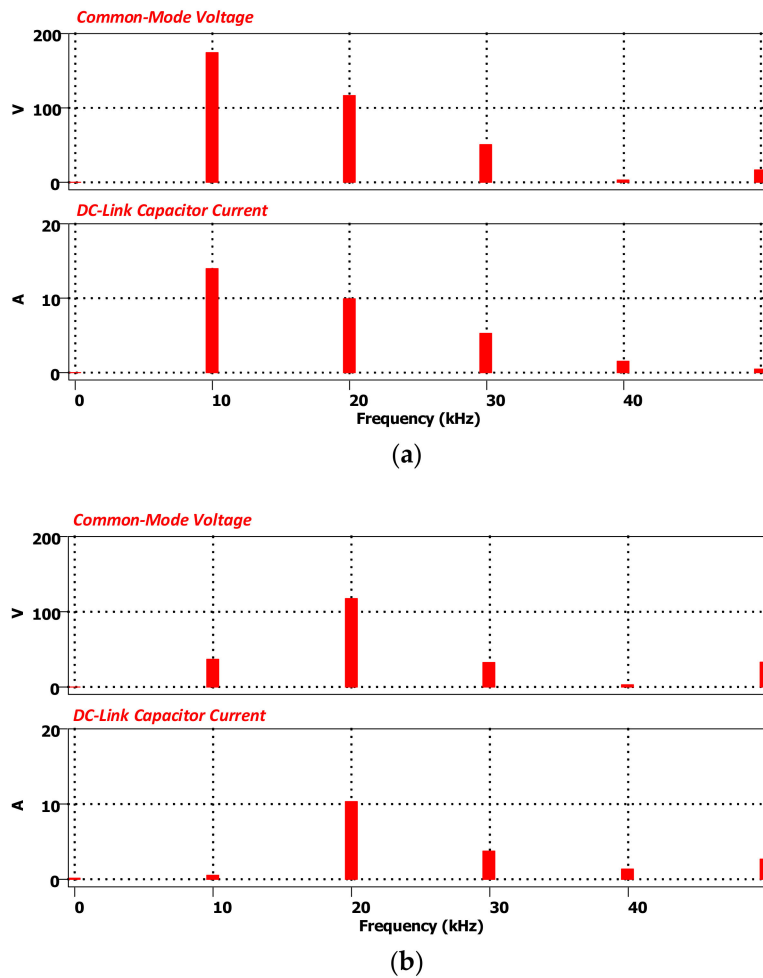 Common-Mode Voltage
200
V
100
0
DC-Link Capacitor Current
20
A
10
0
0 10 20 30 40
Frequency (kHz)
(a)
Common-Mode Voltage
200
V
100
0
DC-Link Capacitor Current
20
A
10
0
0 10 20 30 40
Frequency (kHz)
(b)